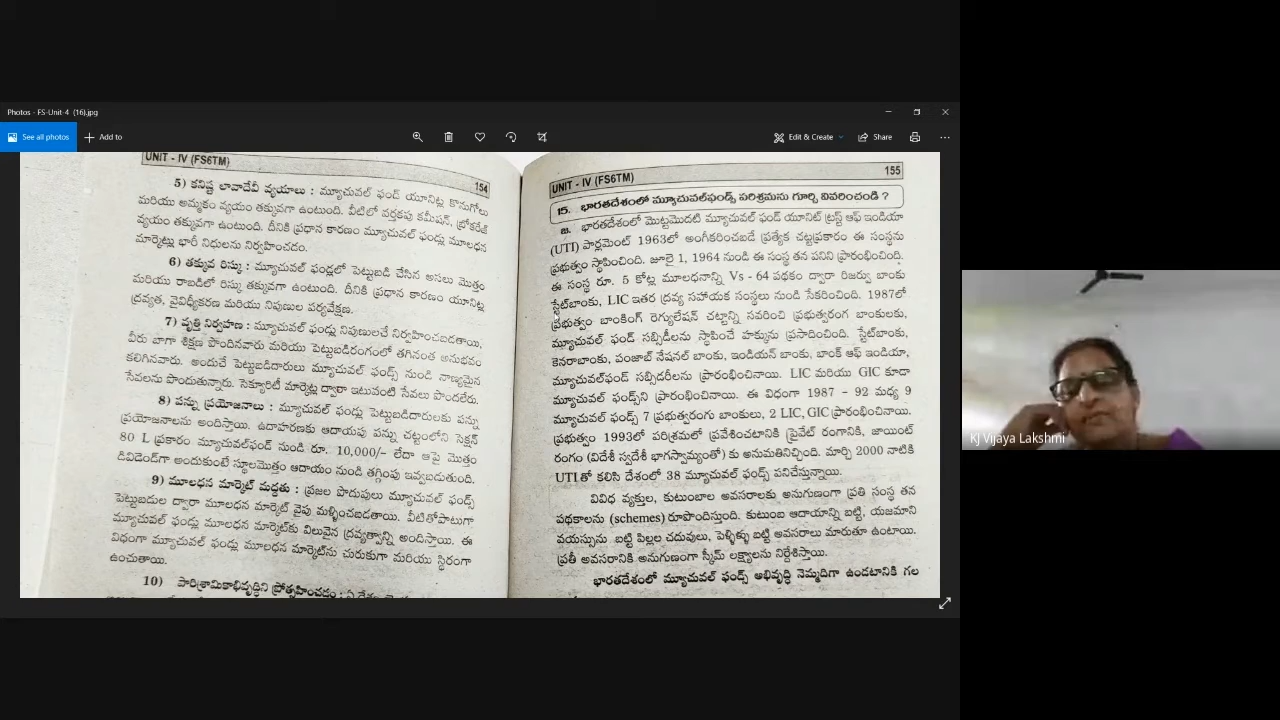 Photos - FS-Unit-4 (16).jpg
See all photos
Add to
Edit & Create
Share
UNIT - IV (FS6TM)
154
5) కనిష్ట లావాదేవీ వ్యయాలు : మ్యూచువల్ ఫండ్ యూనిట్ల కొనుగోలు
మరియు అమ్మకం వ్యయం తక్కువగా ఉంటుంది. వీటిలో వర్తకపు కమీషన్, బ్రోకరేజ్
వ్యయం తక్కువగా ఉంటుంది. దీనికి ప్రధాన కారణం మ్యూచువల్ ఫండ్లు మూలధన
మార్కెట్లు భారీ నిధులను నిర్వహించడం.
6) తక్కువ రిస్కు : మ్యూచువల్ ఫండ్లలో పెట్టుబడి చేసిన అసలు మొత్తం
మరియు రాబడిలో రిస్కు తక్కువగా ఉంటుంది. దీనికి ప్రధాన కారణం యూనిట్ల
ద్రవ్యత, వైవిధ్యీకరణ మరియు నిపుణుల పర్యవేక్షణ.
7) వృత్తి నిర్వహణ : మ్యూచువల్ ఫండ్లు నిపుణులచే నిర్వహించబడతాయి,
వీరు బాగా శిక్షణ పొందినవారు మరియు పెట్టుబడిరంగంలో తగినంత అనుభవం
కలిగినవారు. అందుచే పెట్టుబడిదారులు మ్యూచువల్ ఫండ్స్ నుండి నాణ్యమైన
సేవలను పొందుతున్నారు. సెక్యూరిటీ మార్కెట్ల ద్వారా ఇటువంటి సేవలు పొందలేరు.
8) పన్ను ప్రయోజనాలు : మ్యూచువల్ ఫండ్లు పెట్టుబడిదారులకు పన్ను
ప్రయోజనాలను అందిస్తాయి. ఉదాహరణకు ఆదాయపు పన్ను చట్టంలోని సెక్షన్
80 L ప్రకారం మ్యూచువల్‌ఫండ్ నుండి రూ. 10,000/- లేదా ఆపై మొత్తం
డివిడెండ్‌గా అందుకుంటే స్థూలమొత్తం ఆదాయం నుండి తగ్గింపు ఇవ్వబడుతుంది.
9) మూలధన మార్కెట్ మద్దతు : ప్రజల పొదుపులు మ్యూచువల్ ఫండ్స్
పెట్టుబదుల ద్వారా మూలధన మార్కెట్ వైపు మళ్ళించబడతాయి. వీటితోపాటుగా
మ్యూచువల్ ఫండ్లు మూలధన మార్కెట్‌కు విలువైన ద్రవ్యత్వాన్ని అందిస్తాయి. ఈ
విధంగా మ్యూచువల్ ఫండ్లు మూలధన మార్కెట్‌ను చురుకుగా మరియు స్థిరంగా
ఉంచుతాయి.
10) పారిశ్రామికాభివృద్ధిని ప్రోత్సహించడం :
UNIT - IV (FS6TM)
155
15. భారతదేశంలో మ్యూచువల్‌ఫండ్స్ పరిశ్రమను గూర్చి వివరించండి ?
జ. భారతదేశంలో మొట్టమొదటి మ్యూచువల్ ఫండ్ యూనిట్ ట్రస్ట్ ఆఫ్ ఇండియా
(UTI) పార్లమెంట్ 1963లో అంగీకరించబడే ప్రత్యేక చట్టప్రకారం ఈ సంస్థను
ప్రభుత్వం స్థాపించింది. జూలై 1, 1964 నుండి ఈ సంస్థ తన పనిని ప్రారంభించింది.
ఈ సంస్థ రూ. 5 కోట్ల మూలధనాన్ని Vs - 64 పథకం ద్వారా రిజర్వు బాంకు
స్టేట్‌బాంకు, LIC ఇతర ద్రవ్య సహాయక సంస్థలు నుండి సేకరించింది. 1987లో
ప్రభుత్వం బాంకింగ్ రెగ్యులేషన్ చట్టాన్ని సవరించి ప్రభుత్వరంగ బాంకులకు,
మ్యూచువల్ ఫండ్ సబ్సిడీలను స్థాపించే హక్కును ప్రసాదించింది. స్టేట్‌బాంకు,
కెనరాబాంకు, పంజాబ్ నేషనల్ బాంకు, ఇండియన్ బాంకు, బాంక్ ఆఫ్ ఇండియా,
మ్యూచువల్‌ఫండ్ సబ్సిడరీలను ప్రారంభించినాయి. LIC మరియు GIC కూడా
మ్యూచువల్ ఫండ్స్‌ని ప్రారంభించినాయి. ఈ విధంగా 1987 - 92 మధ్య 9
మ్యూచువల్ ఫండ్స్ 7 ప్రభుత్వరంగు బాంకులు, 2 LIC, GIC ప్రారంభించినాయి.
ప్రభుత్వం 1993లో పరిశ్రమలో ప్రవేశించటానికి ప్రైవేట్ రంగానికి, జాయింట్
రంగం (విదేశీ స్వదేశీ భాగస్వామ్యంతో) కు అనుమతినిచ్చింది. మార్చి 2000 నాటికి
UTI తో కలిసి దేశంలో 38 మ్యూచువల్ ఫండ్స్ పనిచేస్తున్నాయి.
వివిధ వ్యక్తుల, కుటుంబాల అవసరాలకు అనుగుణంగా ప్రతి సంస్థ తన
పథకాలను (schemes) రూపొందిస్తుంది. కుటుంబ ఆదాయాన్ని బట్టి, యజమాని
వయస్సును బట్టి పిల్లల చదువులు, పెళ్ళిళ్ళు బట్టి అవసరాలు మారుతూ ఉంటాయి.
ప్రతీ అవసరానికి అనుగుణంగా స్కీమ్ లక్ష్యాలను నిర్దేశిస్తాయి.
భారతదేశంలో మ్యూచువల్ ఫండ్స్ అభివృద్ధి నెమ్మదిగా ఉండటానికి గల
KJ Vijaya Lakshmi